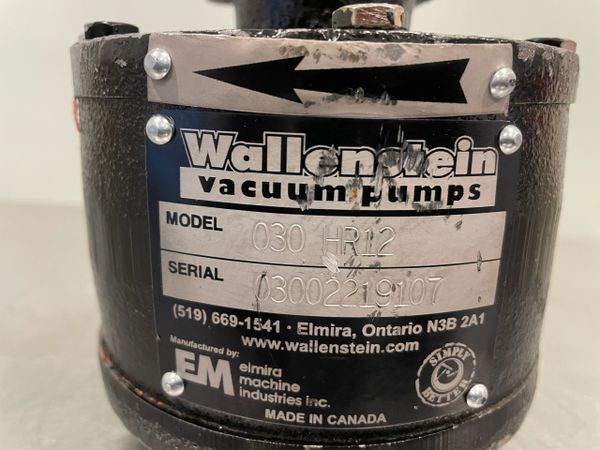 Wallenstein
vacuum pumps
MODEL 030 HR12
SERIAL 03002219107
(519) 669-1541 · Elmira, Ontario N3B 2A1
www.wallenstein.com
Manufactured by:
EM elmira
machine
industries inc.
SIMPLY
BETTER
MADE IN CANADA